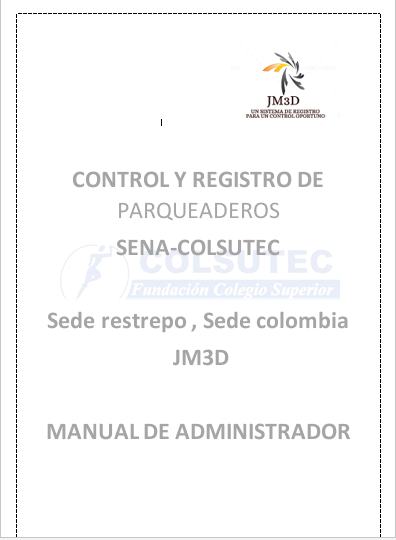 JM3D
UN SISTEMA DE REGISTRO
PARA UN CONTROL OPORTUNO
CONTROL Y REGISTRO DE
PARQUEADEROS
SENA-COLSUTEC
COLSUTEC
Fundación Colegio Superior
Sede restrepo , Sede colombia
JM3D
MANUAL DE ADMINISTRADOR